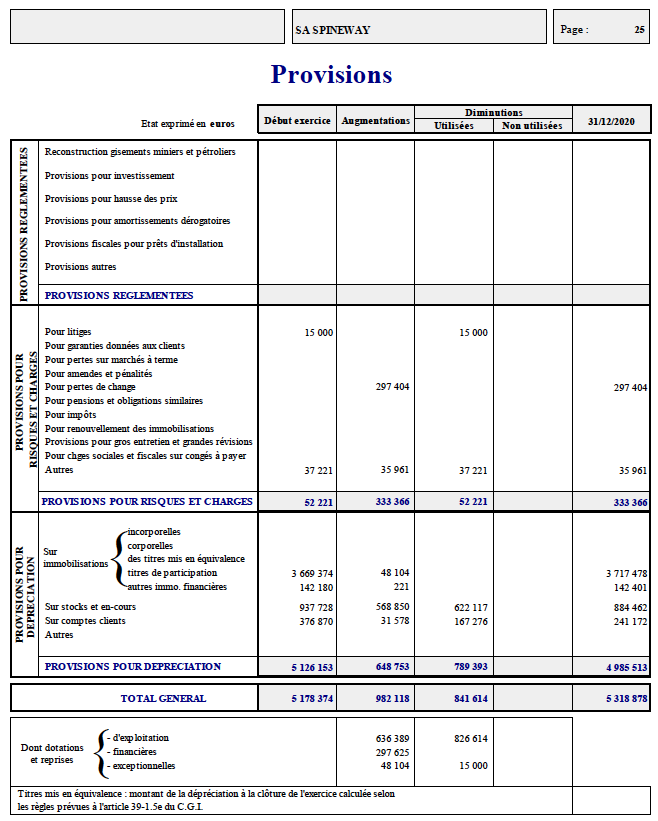 SA SPINEWAY Page : 25
Provisions
Etat exprimé en euros
Début exercice Augmentations Diminutions 31/12/2020
Utilisées Non utilisées
PROVISIONS REGLEMENTEES
Reconstruction gisements miniers et pétroliers
Provisions pour investissement
Provisions pour hausse des prix
Provisions pour amortissements dérogatoires
Provisions fiscales pour prêts d'installation
Provisions autres
PROVISIONS REGLEMENTEES
PROVISIONS POUR
RISQUES ET CHARGES
Pour litiges 15 000 15 000
Pour garanties données aux clients
Pour pertes sur marchés à terme
Pour amendes et pénalités
Pour pertes de change 297 404 297 404
Pour pensions et obligations similaires
Pour impôts
Pour renouvellement des immobilisations
Provisions pour gros entretien et grandes révisions
Pour chges sociales et fiscales sur congés à payer
Autres 37 221 35 961 37 221 35 961
PROVISIONS POUR RISQUES ET CHARGES 52 221 333 366 52 221 333 366
PROVISIONS POUR
DEPRECIATION
Sur
immobilisations
incorporelles
corporelles
des titres mis en équivalence
titres de participation 3 669 374 48 104 3 717 478
autres immo. financières 142 180 221 142 401
Sur stocks et en-cours 937 728 568 850 622 117 884 462
Sur comptes clients 376 870 31 578 167 276 241 172
Autres
PROVISIONS POUR DEPRECIATION 5 126 153 648 753 789 393 4 985 513
TOTAL GENERAL 5 178 374 982 118 841 614 5 318 878
Dont dotations
et reprises
- d'exploitation 636 389 826 614
- financières 297 625
- exceptionnelles 48 104 15 000
Titres mis en équivalence : montant de la dépréciation à la clôture de l'exercice calculée selon
les règles prévues à l'article 39-1.5e du C.G.I.